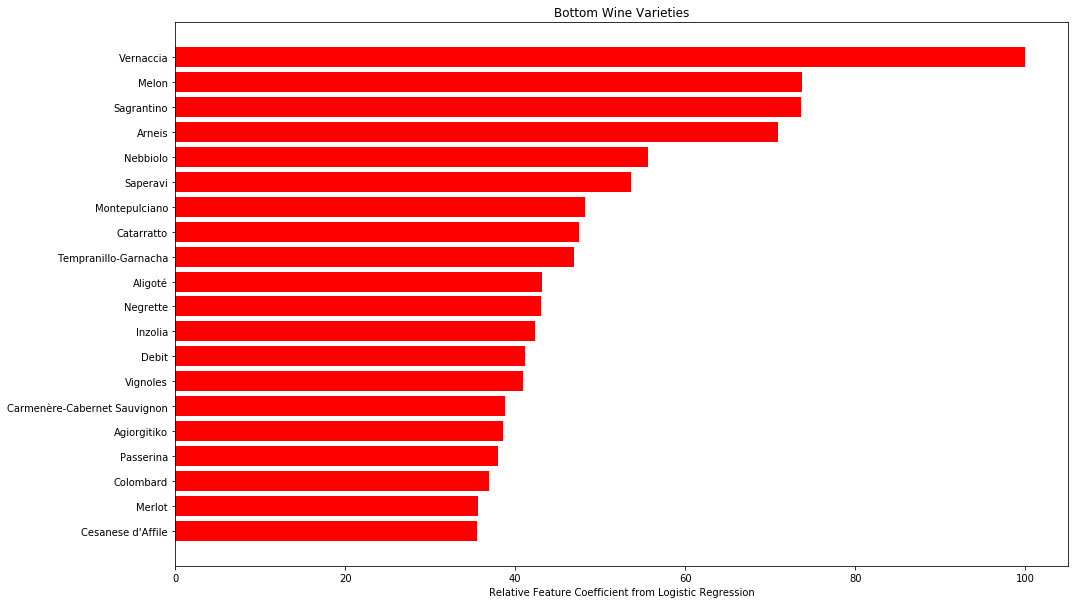 Bottom Wine Varieties
Vernaccia
Melon
Sagrantino
Arneis
Nebbiolo
Saperavi
Montepulciano
Catarratto
Tempranillo-Garnacha
Aligoté
Negrette
Inzolia
Debit
Vignoles
Carmenère-Cabernet Sauvignon
Agiorgitiko
Passerina
Colombard
Merlot
Cesanese d'Affile
0 20 40 60 80 100
Relative Feature Coefficient from Logistic Regression